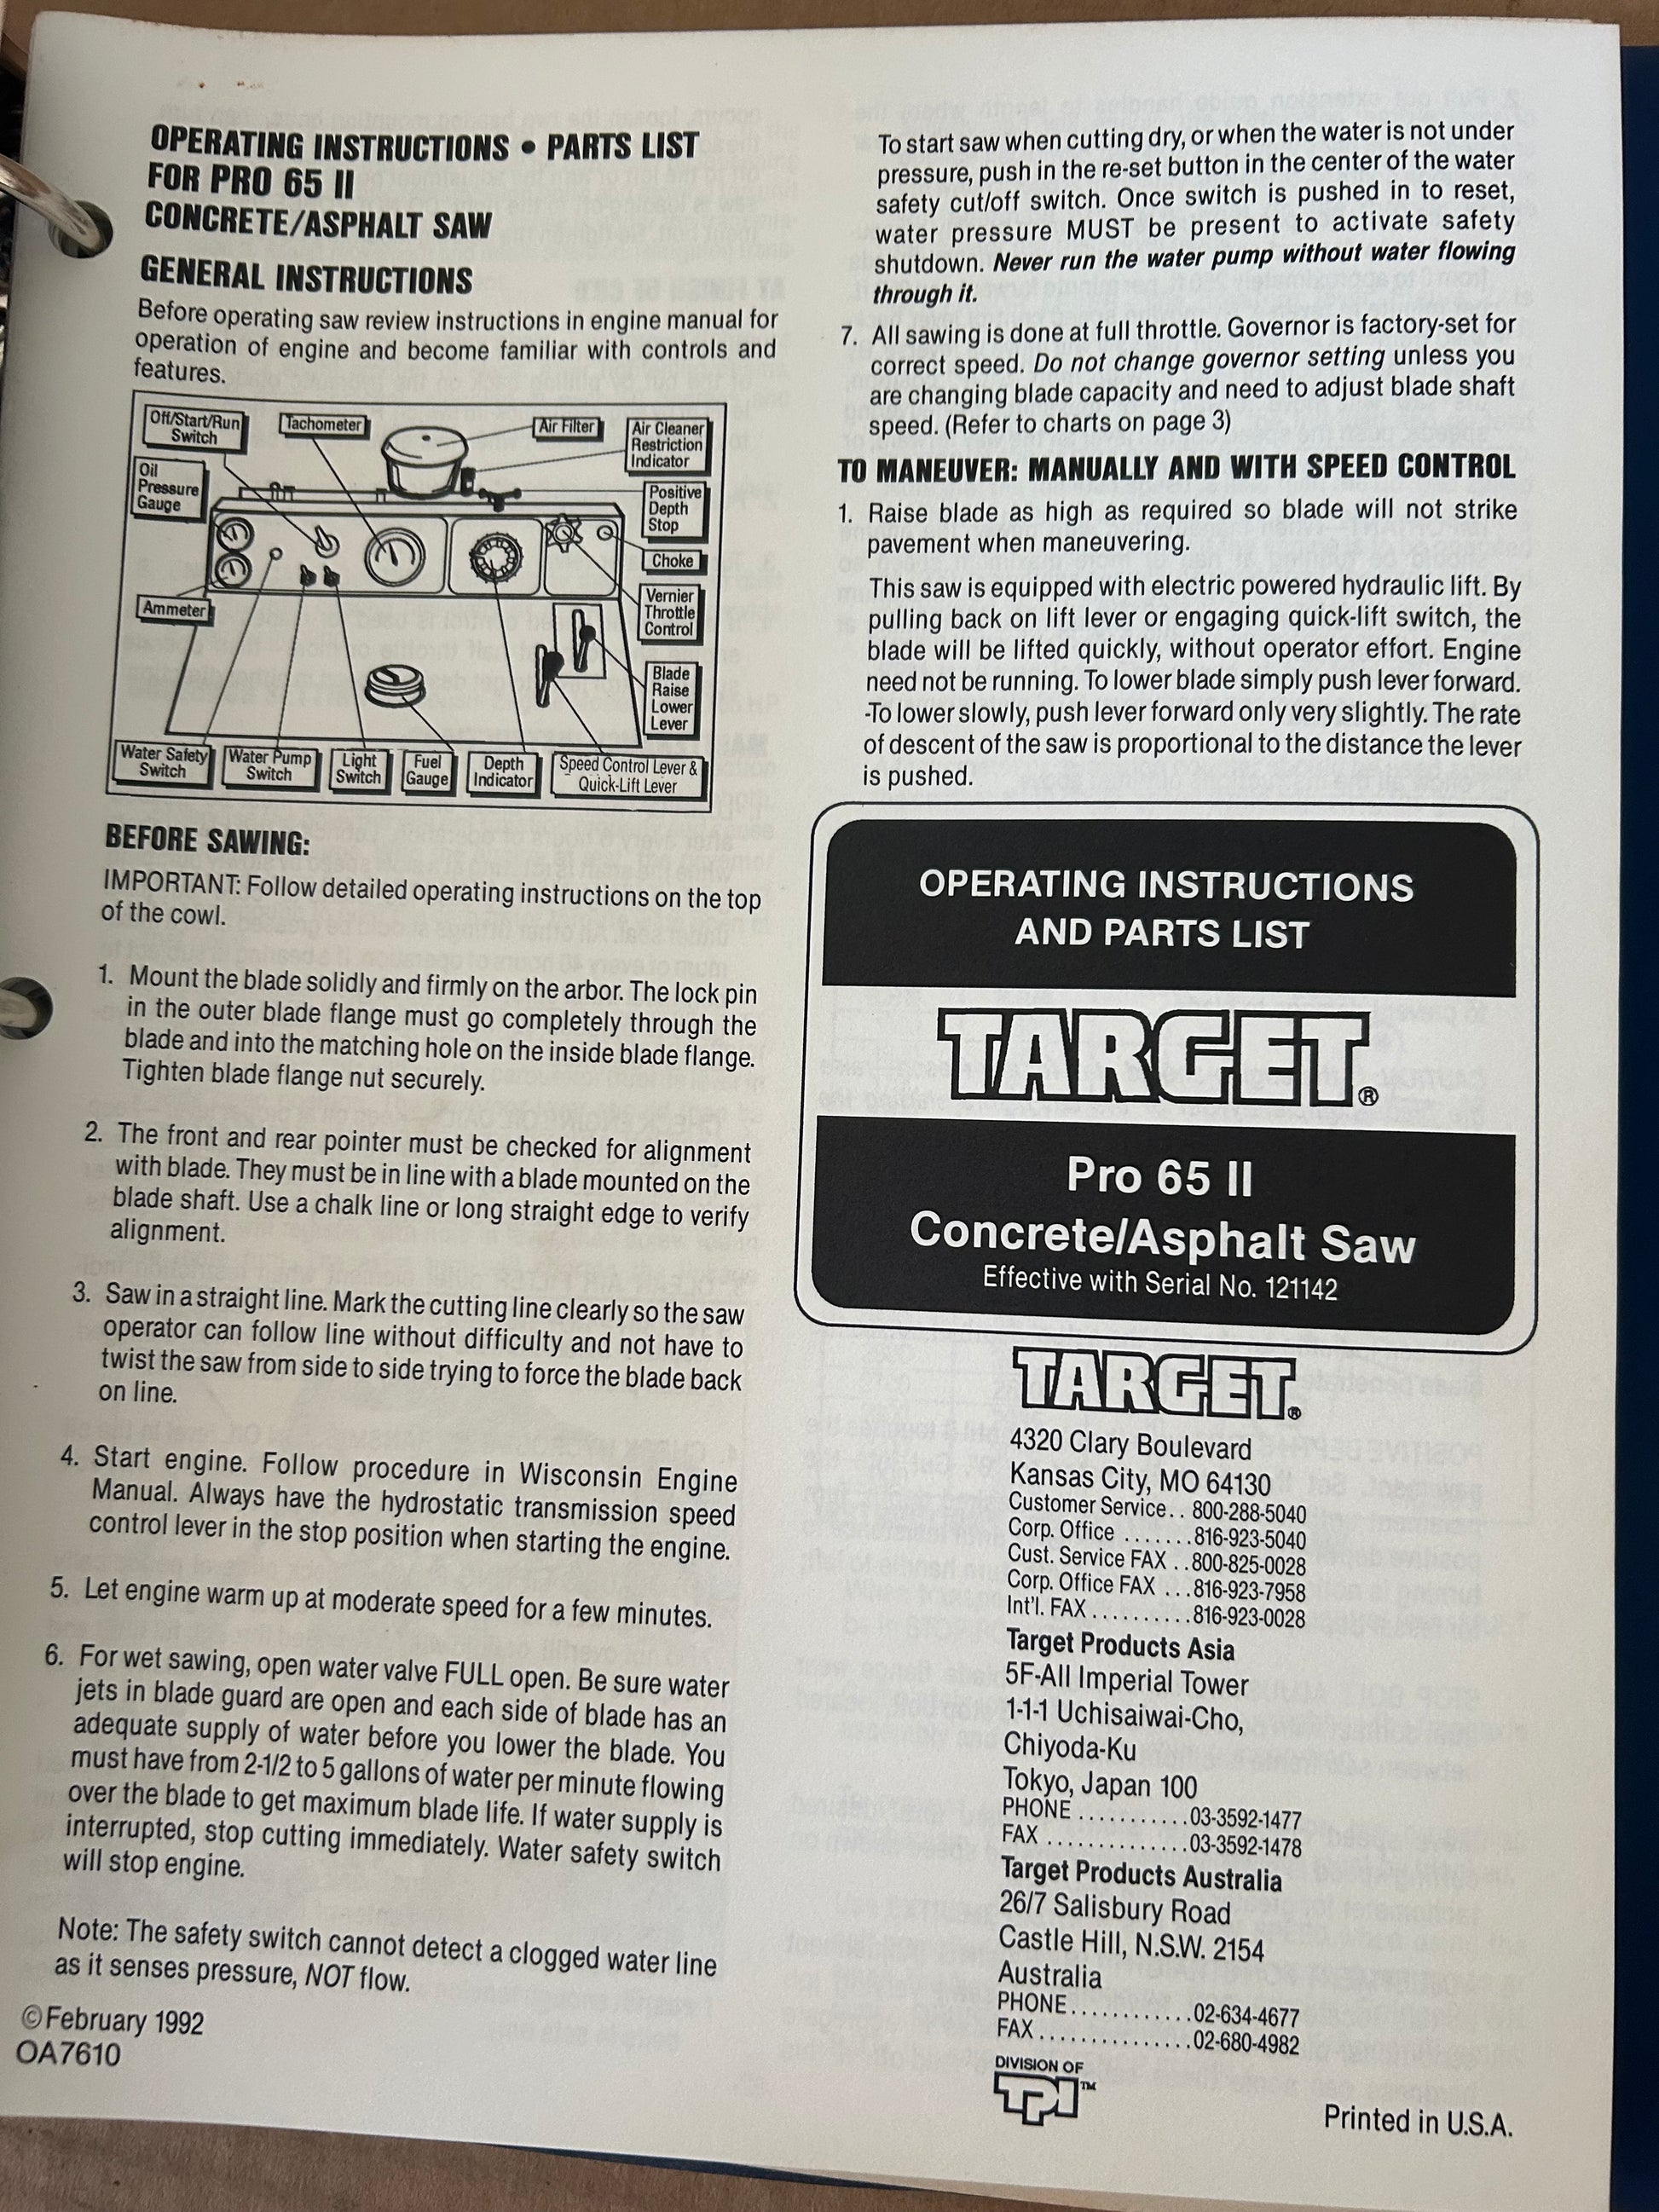 OPERATING INSTRUCTIONS • PARTS LIST
FOR PRO 65 II
CONCRETE/ASPHALT SAW
GENERAL INSTRUCTIONS
Before operating saw review instructions in engine manual for
operation of engine and become familiar with controls and
features.
Off/Start/Run
Switch
Tachometer
Air Filter
Air Cleaner
Restriction
Indicator
Oil
Pressure
Gauge
Positive
Depth
Stop
Choke
Ammeter
Vernier
Throttle
Control
Blade
Raise
Lower
Lever
Water Safety
Switch
Water Pump
Switch
Light
Switch
Fuel
Gauge
Depth
Indicator
Speed Control Lever &
Quick-Lift Lever
BEFORE SAWING:
IMPORTANT: Follow detailed operating instructions on the top
of the cowl.
1. Mount the blade solidly and firmly on the arbor. The lock pin
in the outer blade flange must go completely through the
blade and into the matching hole on the inside blade flange.
Tighten blade flange nut securely.
2. The front and rear pointer must be checked for alignment
with blade. They must be in line with a blade mounted on the
blade shaft. Use a chalk line or long straight edge to verify
alignment.
3. Saw in a straight line. Mark the cutting line clearly so the saw
operator can follow line without difficulty and not have to
twist the saw from side to side trying to force the blade back
on line.
4. Start engine. Follow procedure in Wisconsin Engine
Manual. Always have the hydrostatic transmission speed
control lever in the stop position when starting the engine.
5. Let engine warm up at moderate speed for a few minutes.
6. For wet sawing, open water valve FULL open. Be sure water
jets in blade guard are open and each side of blade has an
adequate supply of water before you lower the blade. You
must have from 2-1/2 to 5 gallons of water per minute flowing
over the blade to get maximum blade life. If water supply is
interrupted, stop cutting immediately. Water safety switch
will stop engine.
Note: The safety switch cannot detect a clogged water line
as it senses pressure, NOT flow.
©February 1992
OA7610
To start saw when cutting dry, or when the water is not under
pressure, push in the re-set button in the center of the water
safety cut/off switch. Once switch is pushed in to reset,
water pressure MUST be present to activate safety
shutdown. Never run the water pump without water flowing
through it.
7. All sawing is done at full throttle. Governor is factory-set for
correct speed. Do not change governor setting unless you
are changing blade capacity and need to adjust blade shaft
speed. (Refer to charts on page 3)
TO MANEUVER: MANUALLY AND WITH SPEED CONTROL
1. Raise blade as high as required so blade will not strike
pavement when maneuvering.
This saw is equipped with electric powered hydraulic lift. By
pulling back on lift lever or engaging quick-lift switch, the
blade will be lifted quickly, without operator effort. Engine
need not be running. To lower blade simply push lever forward.
-To lower slowly, push lever forward only very slightly. The rate
of descent of the saw is proportional to the distance the lever
is pushed.
OPERATING INSTRUCTIONS
AND PARTS LIST
TARGET®
Pro 65 II
Concrete/Asphalt Saw
Effective with Serial No. 121142
TARGET®
4320 Clary Boulevard
Kansas City, MO 64130
Customer Service. . 800-288-5040
Corp. Office . . . . . . . 816-923-5040
Cust. Service FAX . . 800-825-0028
Corp. Office FAX . . . 816-923-7958
Int'l. FAX . . . . . . . . . . 816-923-0028
Target Products Asia
5F-All Imperial Tower
1-1-1 Uchisaiwai-Cho,
Chiyoda-Ku
Tokyo, Japan 100
PHONE . . . . . . . . . . . 03-3592-1477
FAX . . . . . . . . . . . . . . 03-3592-1478
Target Products Australia
26/7 Salisbury Road
Castle Hill, N.S.W. 2154
Australia
PHONE. . . . . . . . . . . . 02-634-4677
FAX . . . . . . . . . . . . . . . 02-680-4982
DIVISION OF
TPI™
Printed in U.S.A.